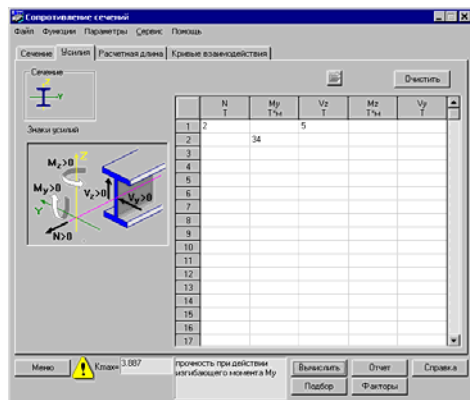 Сопротивление сечений
Файл Функции Параметры Сервис Помощь
Сечение Усилия Расчетная длина Кривые взаимодействия
Сечение
Z
Y
Очистить
Знаки усилий
Mz>0
Z
My>0
Vz>0
Vy>0
Y
N>0
N My Vz Mz Vy
Т Т*м Т Т*м Т
1 2 5
2 34
3
4
5
6
7
8
9
10
11
12
13
14
15
16
17
Меню Kmax= 3.887 прочность при действии изгибающего момента My
Вычислить Отчет Справка
Подбор Факторы